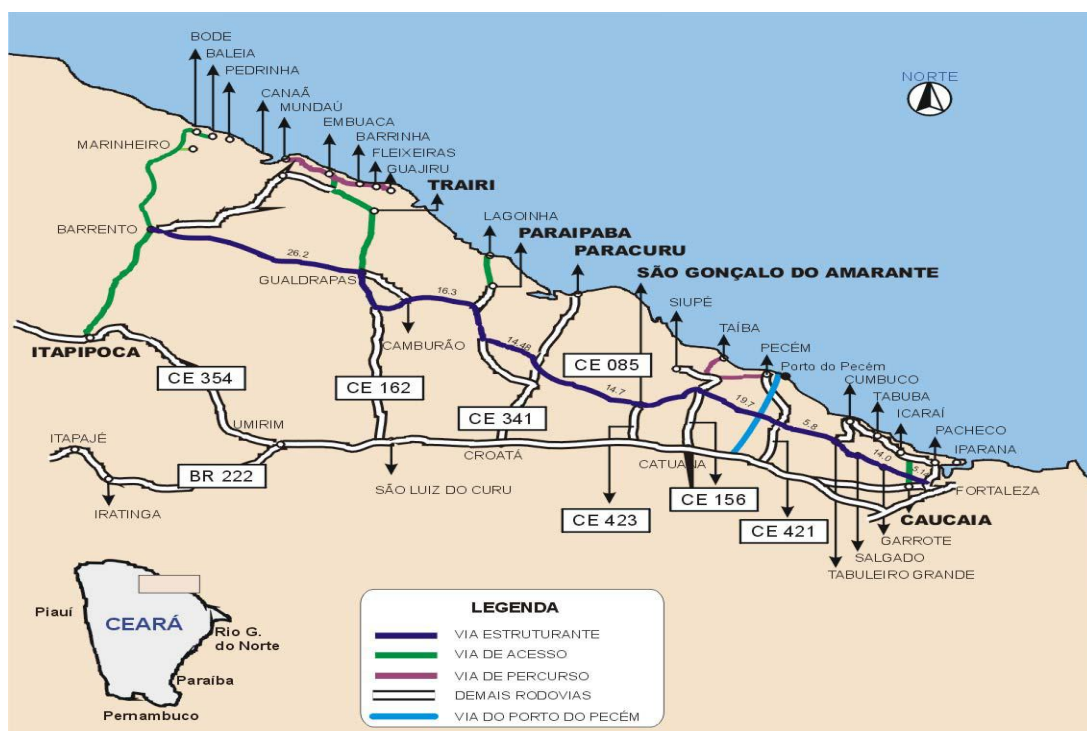 BODE
BALEIA
PEDRINHA
CANAÃ
MUNDAÚ
EMBUACA
BARRINHA
FLEIXEIRAS
GUAJIRU
MARINHEIRO
TRAIRI
NORTE
LAGOINHA
PARAIPABA
PARACURU
BARRENTO
26.2
GUALDRAPAS
16.3
SÃO GONÇALO DO AMARANTE
SIUPÉ
TAÍBA
PECÉM
Porto do Pecém
CUMBUCO
TABUBA
ICARAÍ
PACHECO
IPARANA
ITAPIPOCA
CAMBURÃO
14.48
CE 085
14.7
19.7
5.8
14.0
CE 354
CE 162
CE 341
UMIRIM
ITAPAJÉ
CROATÁ
CATUANA
FORTALEZA
BR 222
SÃO LUIZ DO CURU
CE 156
CAUCAIA
IRATINGA
CE 423
CE 421
GARROTE
SALGADO
TABULEIRO GRANDE
Piauí
CEARÁ
Rio G.
do Norte
Paraíba
Pernambuco
LEGENDA
VIA ESTRUTURANTE
VIA DE ACESSO
VIA DE PERCURSO
DEMAIS RODOVIAS
VIA DO PORTO DO PECÉM